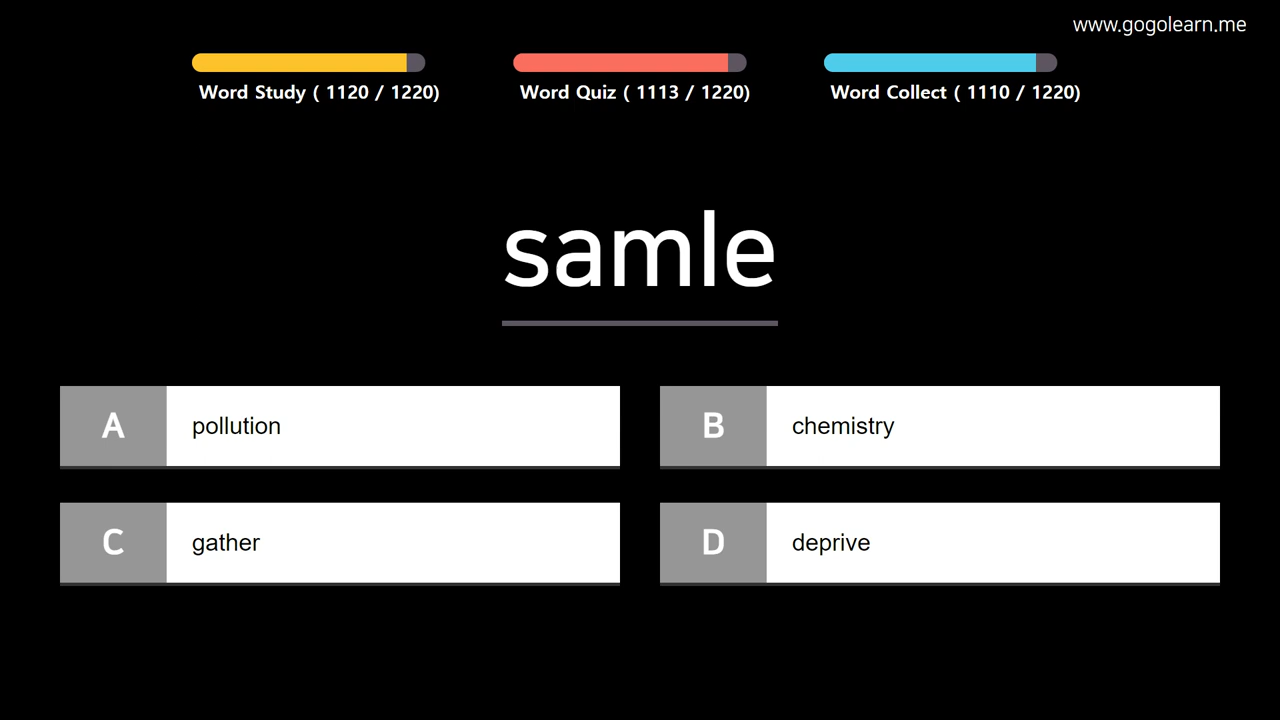 www.gogolearn.me
Word Study ( 1120 / 1220)
Word Quiz ( 1113 / 1220)
Word Collect ( 1110 / 1220)
samle
A pollution
B chemistry
C gather
D deprive